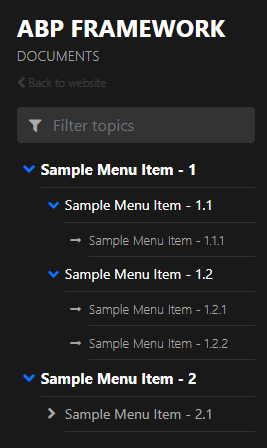 ABP FRAMEWORK
DOCUMENTS
Back to website
Filter topics
Sample Menu Item - 1
Sample Menu Item - 1.1
Sample Menu Item - 1.1.1
Sample Menu Item - 1.2
Sample Menu Item - 1.2.1
Sample Menu Item - 1.2.2
Sample Menu Item - 2
Sample Menu Item - 2.1